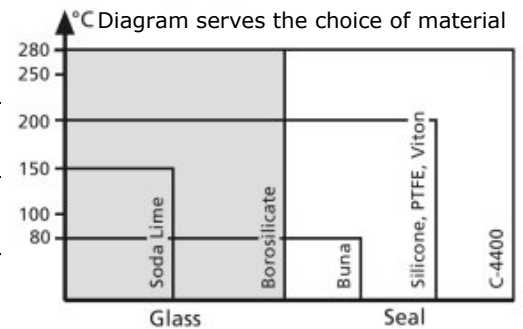 °C Diagram serves the choice of material
280
250
200
150
100
80
Soda Lime
Borosilicate
Buna
Silicone, PTFE, Viton
C-4400
Glass
Seal